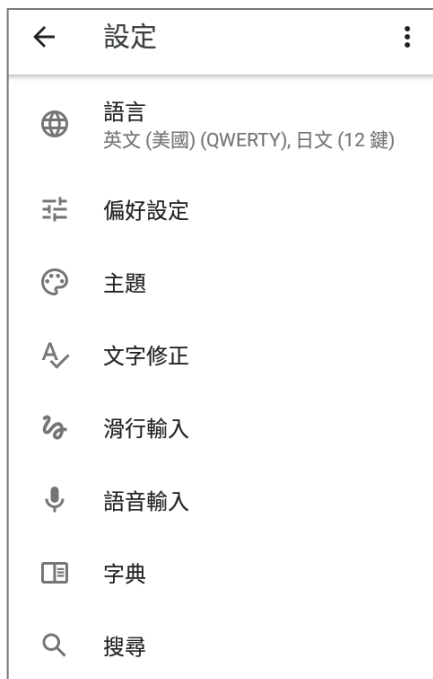 設定
語言
英文 (美國) (QWERTY), 日文 (12 鍵)
偏好設定
主題
文字修正
滑行輸入
語音輸入
字典
搜尋